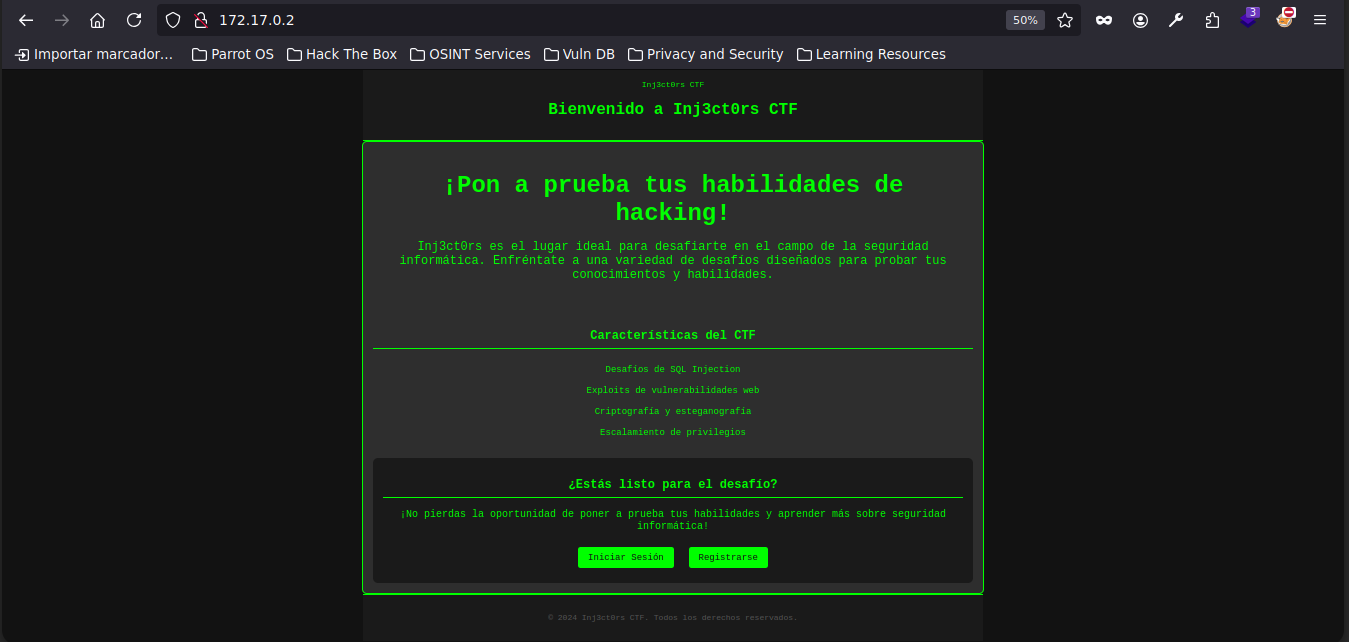 172.17.0.2
50%
3
Importar marcador...
Parrot OS
Hack The Box
OSINT Services
Vuln DB
Privacy and Security
Learning Resources
Inj3ct0rs CTF
Bienvenido a Inj3ct0rs CTF
¡Pon a prueba tus habilidades de
hacking!
Inj3ct0rs es el lugar ideal para desafiarte en el campo de la seguridad
informática. Enfréntate a una variedad de desafíos diseñados para probar tus
conocimientos y habilidades.
Características del CTF
Desafíos de SQL Injection
Exploits de vulnerabilidades web
Criptografía y esteganografía
Escalamiento de privilegios
¿Estás listo para el desafío?
¡No pierdas la oportunidad de poner a prueba tus habilidades y aprender más sobre seguridad
informática!
Iniciar Sesión
Registrarse
© 2024 Inj3ct0rs CTF. Todos los derechos reservados.